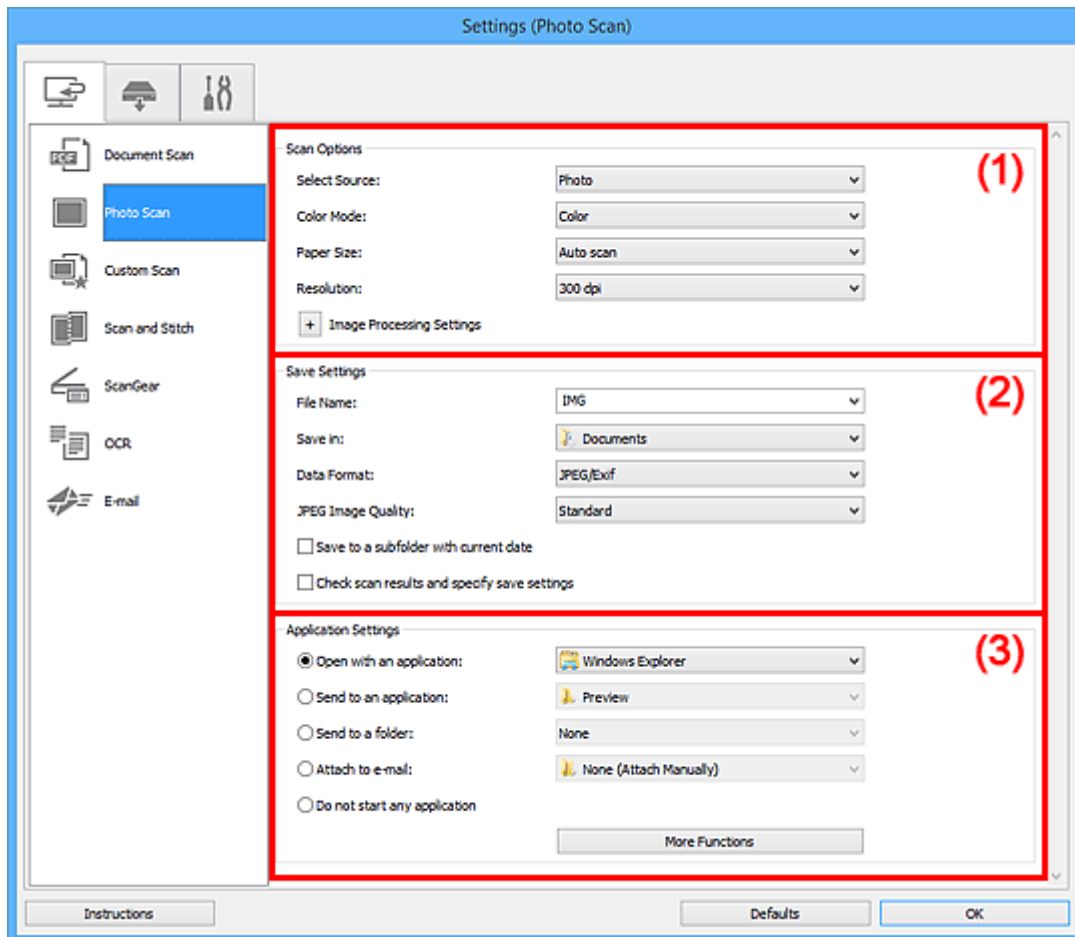 Settings (Photo Scan)
PDF
Document Scan
Photo Scan
Custom Scan
Scan and Stitch
ScanGear
OCR
E-mail
Scan Options
(1)
Select Source: Photo
Color Mode: Color
Paper Size: Auto scan
Resolution: 300 dpi
+ Image Processing Settings
Save Settings
(2)
File Name: IMG
Save in: Documents
Data Format: JPEG/Exif
JPEG Image Quality: Standard
Save to a subfolder with current date
Check scan results and specify save settings
Application Settings
(3)
Open with an application: Windows Explorer
Send to an application: Preview
Send to a folder: None
Attach to e-mail: None (Attach Manually)
Do not start any application
More Functions
Instructions Defaults OK